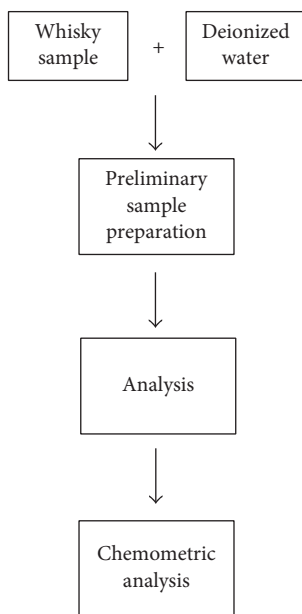 Whisky
sample
+
Deionized
water
Preliminary
sample
preparation
Analysis
Chemometric
analysis